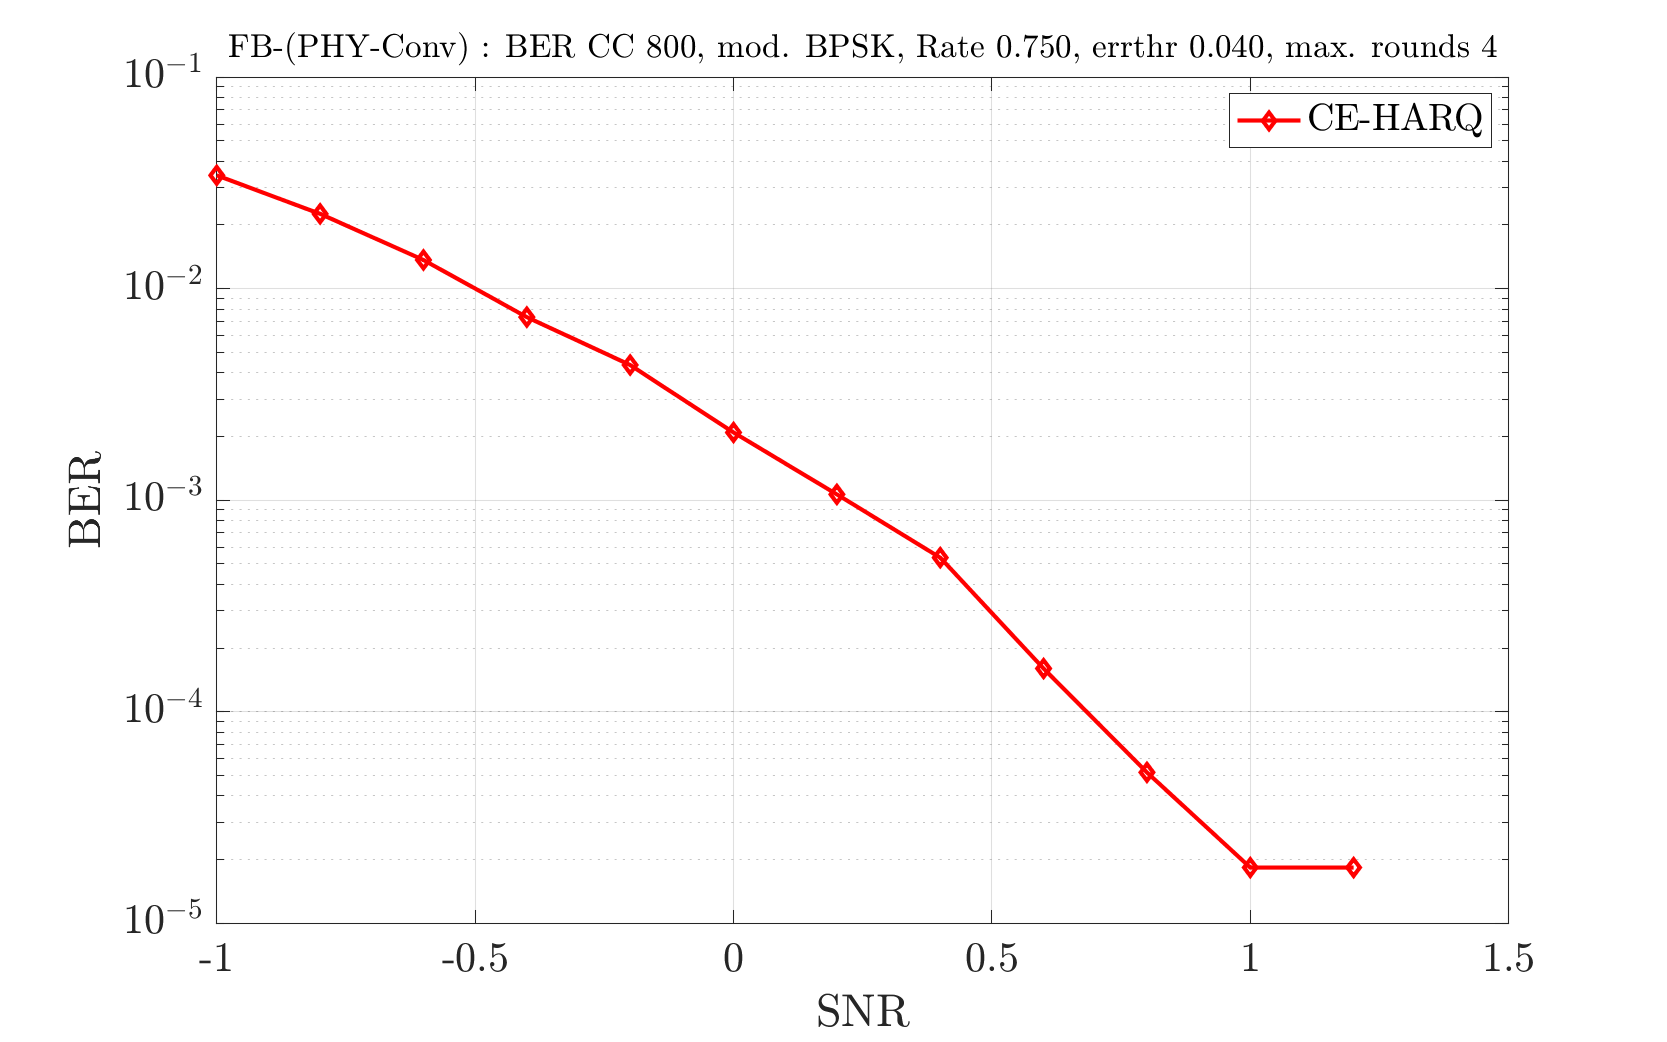 FB-(PHY-Conv) : BER CC 800, mod. BPSK, Rate 0.750, errthr 0.040, max. rounds 4
CE-HARQ
10^{-1}
10^{-2}
10^{-3}
10^{-4}
10^{-5}
BER
-1 -0.5 0 0.5 1 1.5
SNR